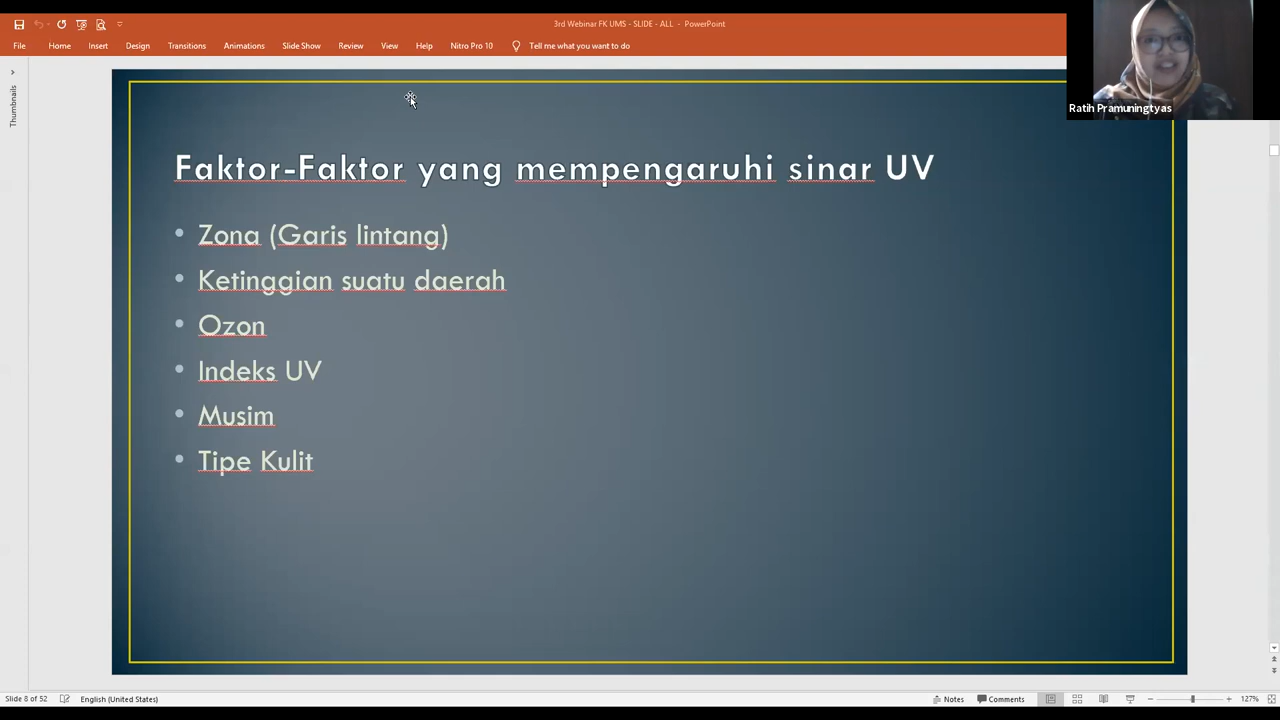 3rd Webinar FK UMS - SLIDE - ALL - PowerPoint
File Home Insert Design Transitions Animations Slide Show Review View Help Nitro Pro 10 Tell me what you want to do
Thumbnails
Ratih Pramuningtyas
Faktor-Faktor yang mempengaruhi sinar UV
• Zona (Garis lintang)
• Ketinggian suatu daerah
• Ozon
• Indeks UV
• Musim
• Tipe Kulit
Slide 8 of 52 English (United States) Notes Comments 127%